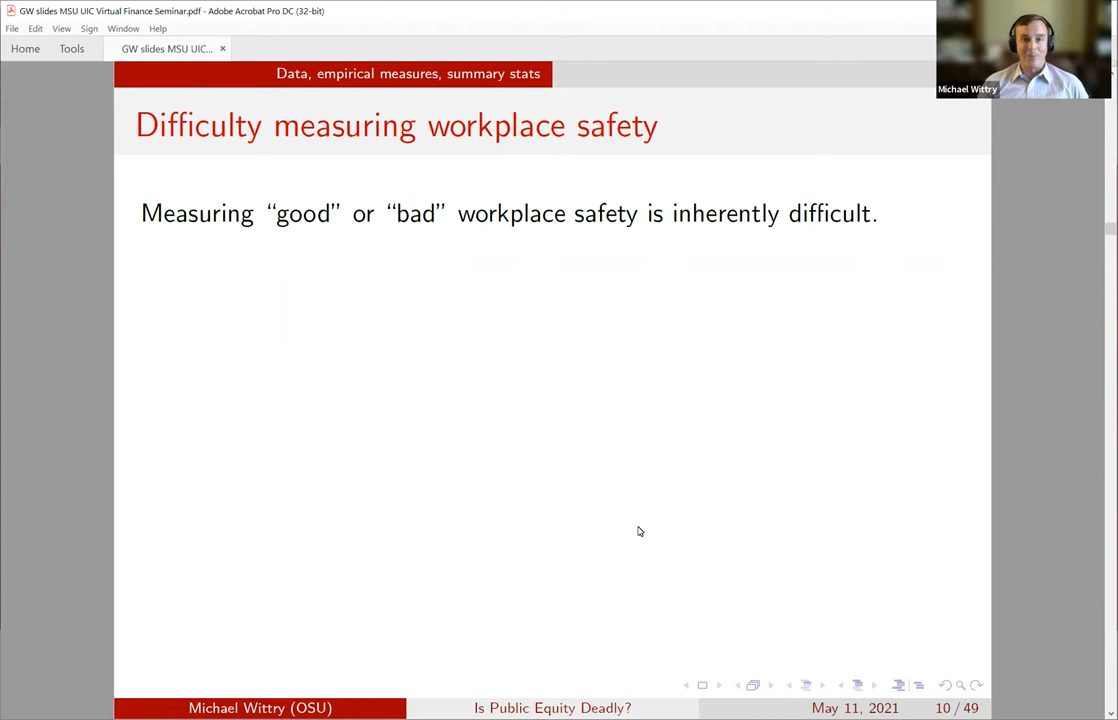 GW slides MSU UIC Virtual Finance Seminar.pdf - Adobe Acrobat Pro DC (32-bit)
File Edit View Sign Window Help
Home Tools GW slides MSU UIC... ×
Michael Wittry
Data, empirical measures, summary stats
Difficulty measuring workplace safety
Measuring “good” or “bad” workplace safety is inherently difficult.
Michael Wittry (OSU) Is Public Equity Deadly? May 11, 2021 10 / 49